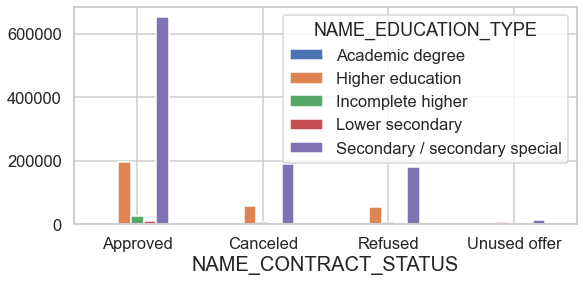 NAME_EDUCATION_TYPE
Academic degree
Higher education
Incomplete higher
Lower secondary
Secondary / secondary special
600000
400000
200000
0
Approved Canceled Refused Unused offer
NAME_CONTRACT_STATUS